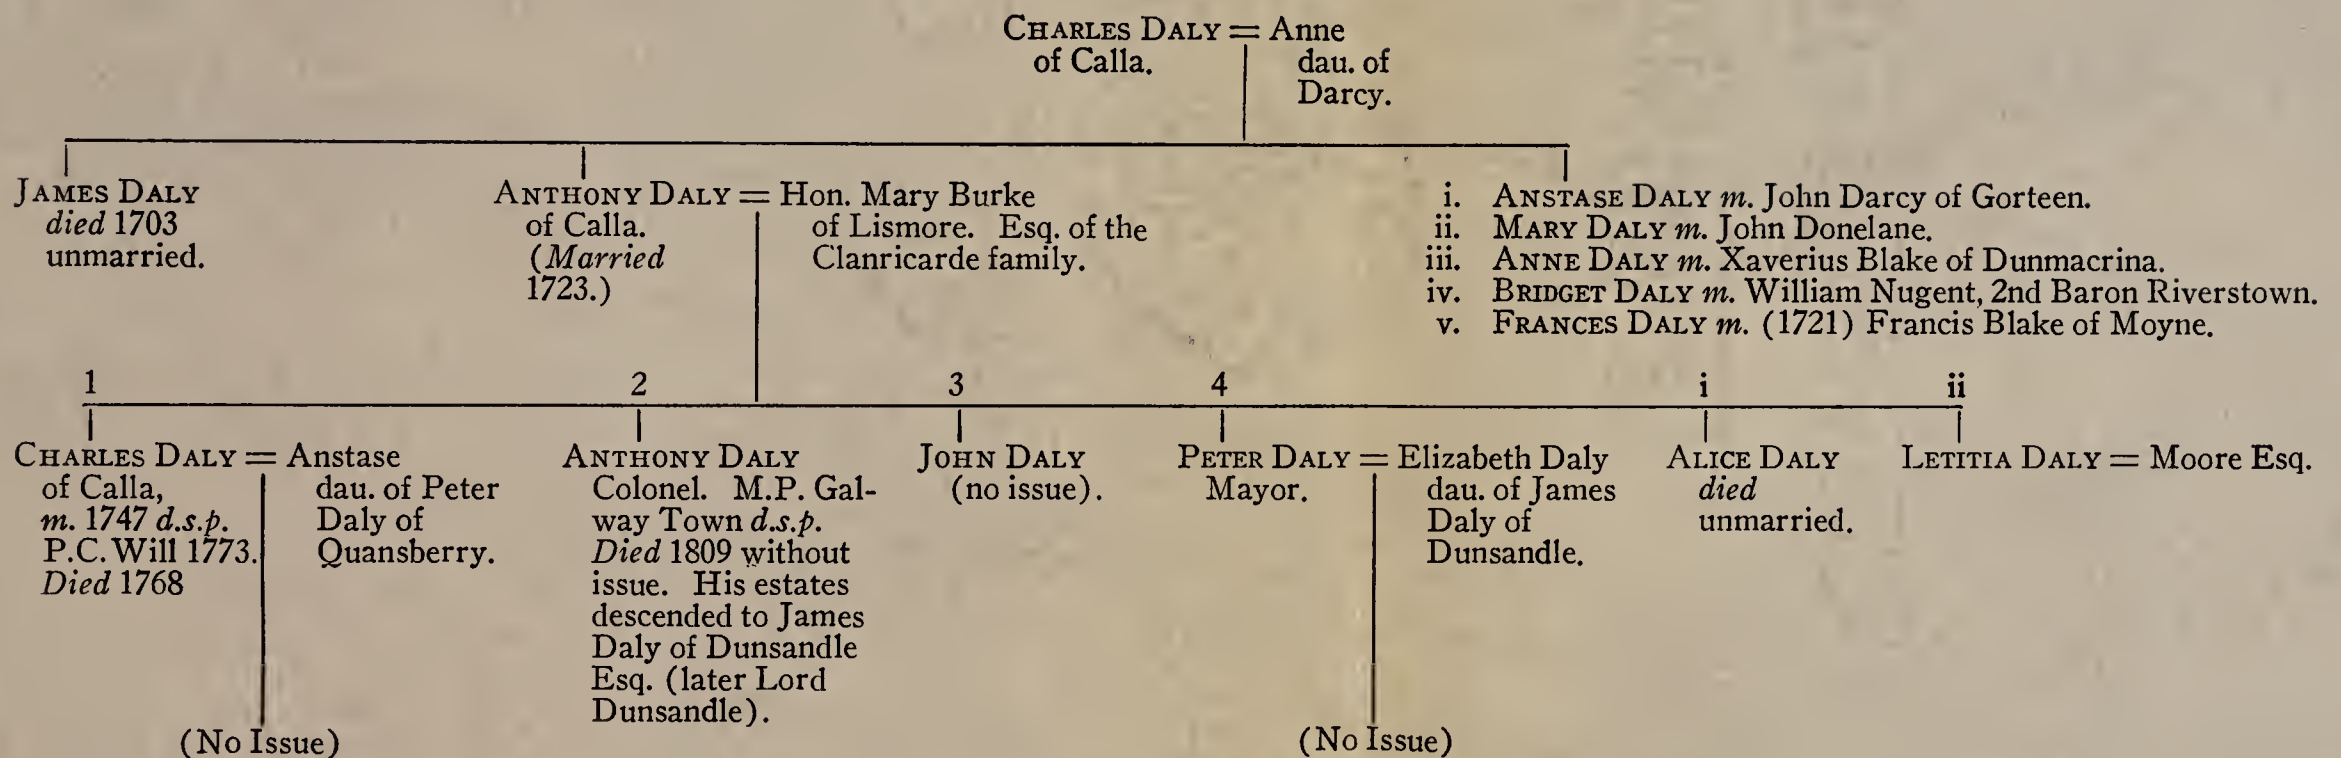 CHARLES DALY = Anne
of Calla.
dau. of
Darcy.
JAMES DALY
died 1703
unmarried.
ANTHONY DALY = Hon. Mary Burke
of Calla.
(Married
1723.)
of Lismore. Esq. of the
Clanricarde family.
i. ANSTASE DALY m. John Darcy of Gorteen.
ii. MARY DALY m. John Donelane.
iii. ANNE DALY m. Xaverius Blake of Dunmacrina.
iv. BRIDGET DALY m. William Nugent, 2nd Baron Riverstown.
v. FRANCES DALY m. (1721) Francis Blake of Moyne.
1 2 3 4 i ii
CHARLES DALY = Anstase
of Calla,
m. 1747 d.s.p.
P.C. Will 1773.
Died 1768
dau. of Peter
Daly of
Quansberry.
(No Issue)
ANTHONY DALY
Colonel. M.P. Gal-
way Town d.s.p.
Died 1809 without
issue. His estates
descended to James
Daly of Dunsandle
Esq. (later Lord
Dunsandle).
JOHN DALY
(no issue).
PETER DALY = Elizabeth Daly
Mayor.
dau. of James
Daly of
Dunsandle.
(No Issue)
ALICE DALY
died
unmarried.
LETITIA DALY = Moore Esq.